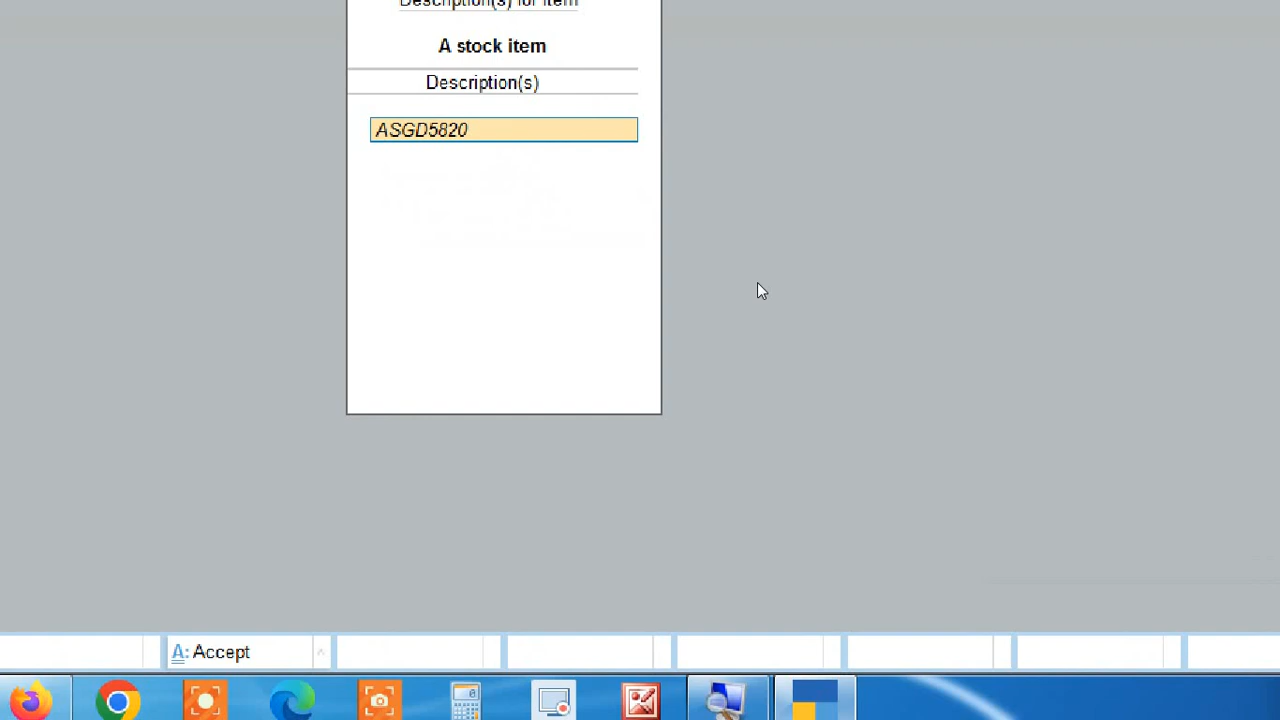 Description(s) for item
A stock item
Description(s)
ASGD5820
A: Accept